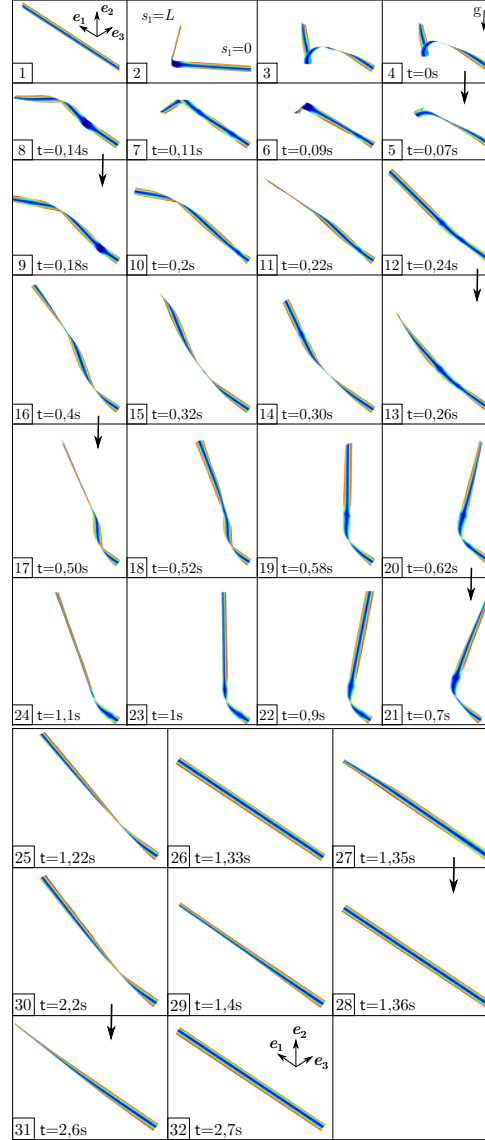 e₁ e₂ e₃
s₁=L
s₁=0
g
1
2
3
4 t=0s
8 t=0,14s
7 t=0,11s
6 t=0,09s
5 t=0,07s
9 t=0,18s
10 t=0,2s
11 t=0,22s
12 t=0,24s
16 t=0,4s
15 t=0,32s
14 t=0,30s
13 t=0,26s
17 t=0,50s
18 t=0,52s
19 t=0,58s
20 t=0,62s
24 t=1,1s
23 t=1s
22 t=0,9s
21 t=0,7s
25 t=1,22s
26 t=1,33s
27 t=1,35s
30 t=2,2s
29 t=1,4s
28 t=1,36s
e₁ e₂ e₃
31 t=2,6s
32 t=2,7s